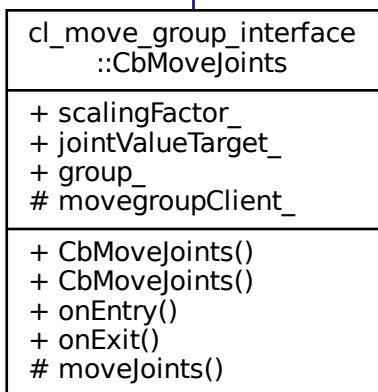 cl_move_group_interface
::CbMoveJoints
+ scalingFactor_
+ jointValueTarget_
+ group_
# movegroupClient_
+ CbMoveJoints()
+ CbMoveJoints()
+ onEntry()
+ onExit()
# moveJoints()